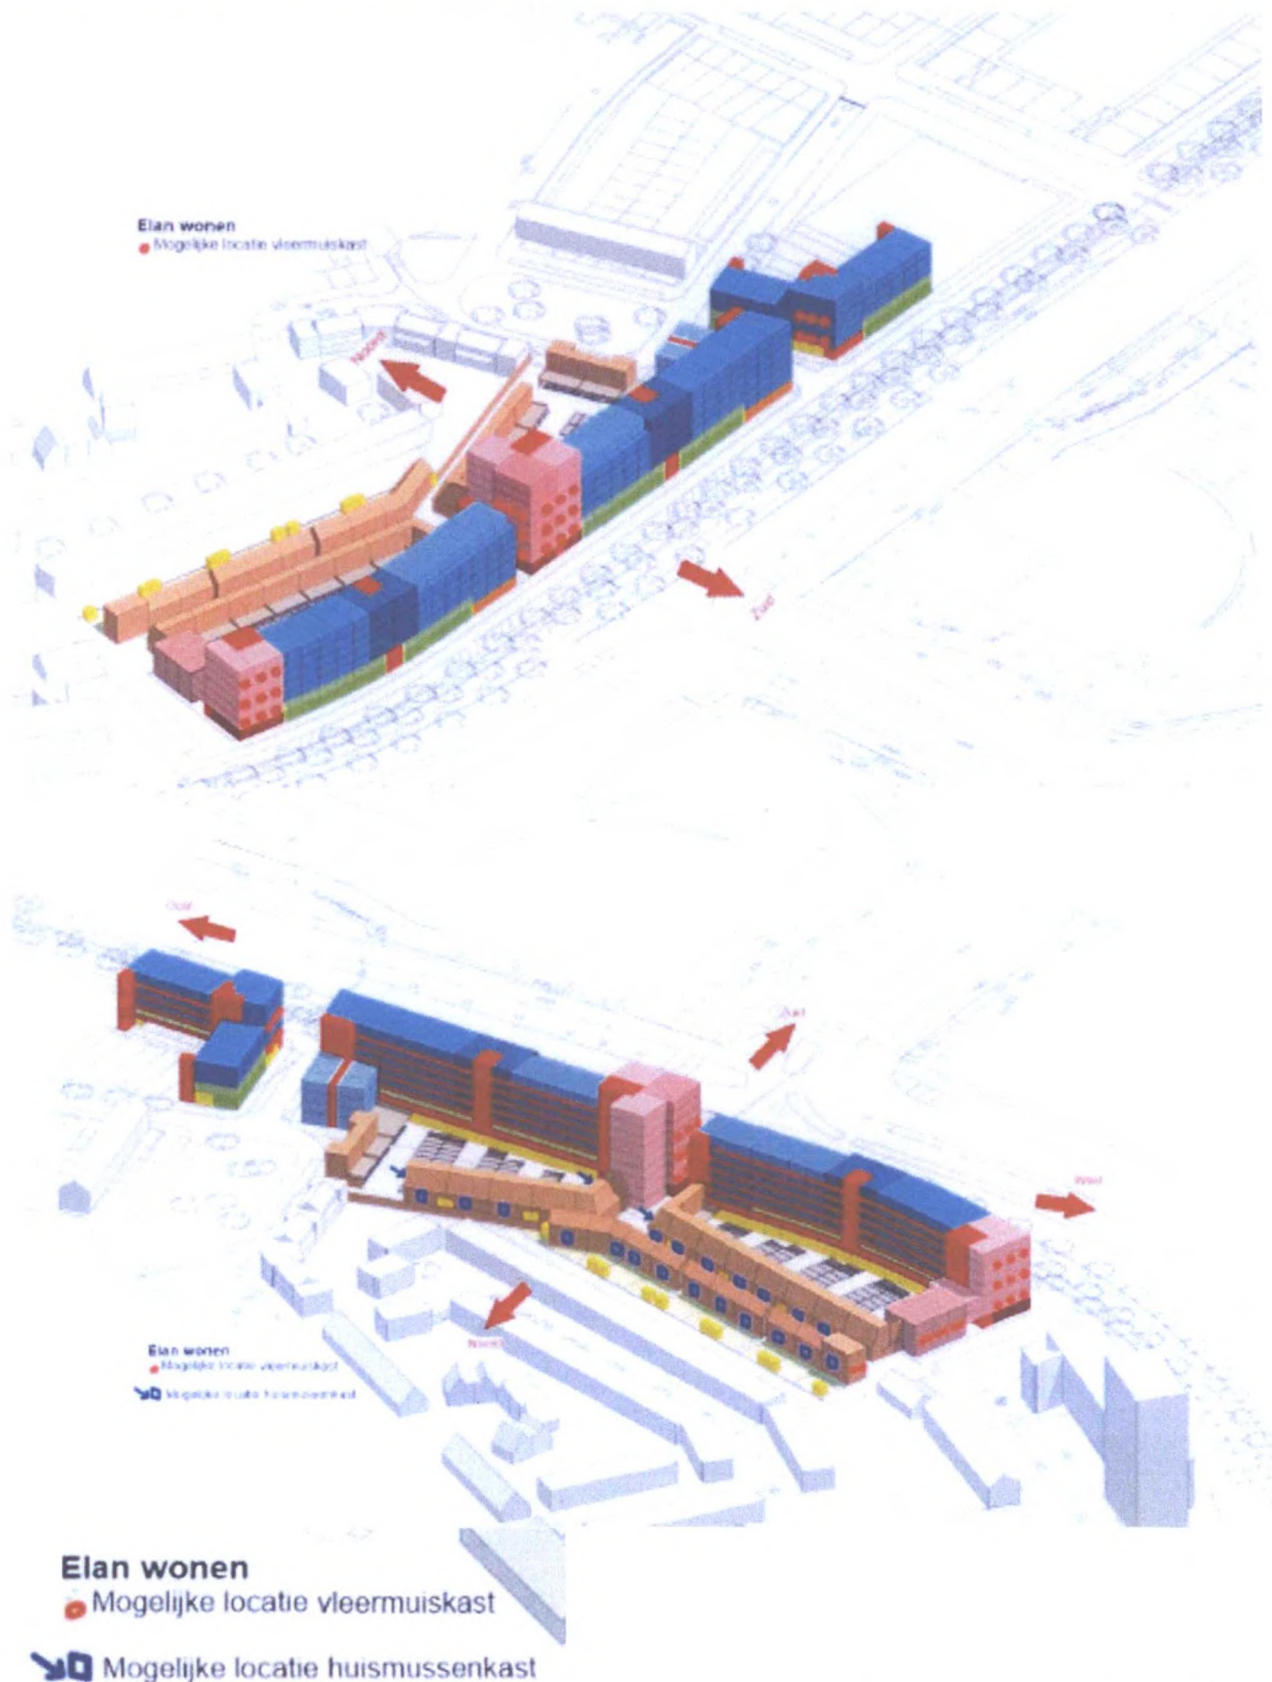 Elan wonen
Mogelijke locatie vleermuiskast
Noord
Zuid
Oost
Zuid
West
Noord
Elan wonen
Mogelijke locatie vleermuiskast
Mogelijke locatie huismussenkast
Elan wonen
Mogelijke locatie vleermuiskast
Mogelijke locatie huismussenkast